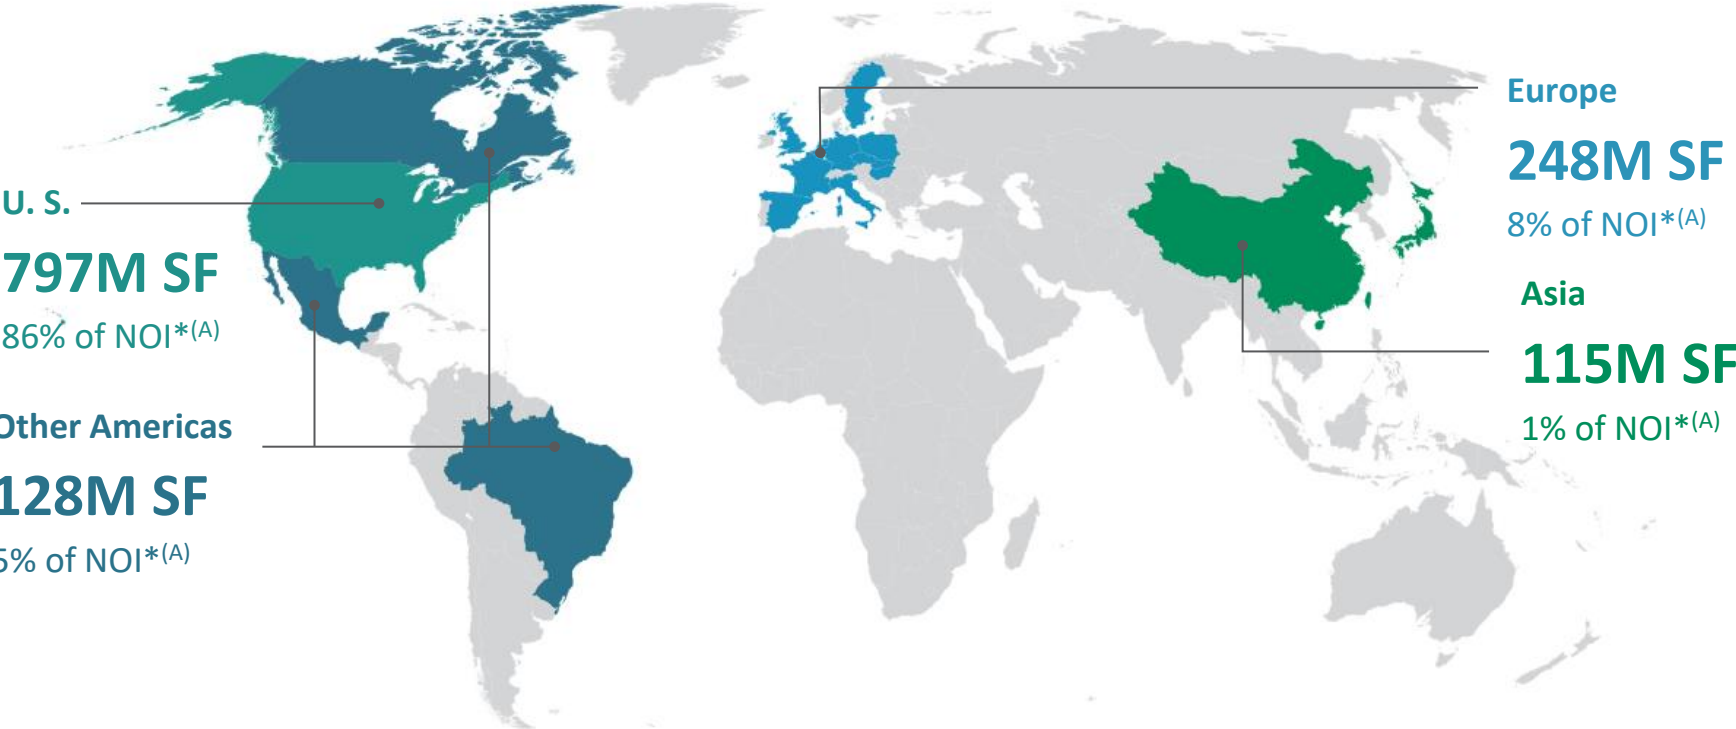 U. S.
797M SF
86% of NOI*(A)
Other Americas
128M SF
5% of NOI*(A)
Europe
248M SF
8% of NOI*(A)
Asia
115M SF
1% of NOI*(A)